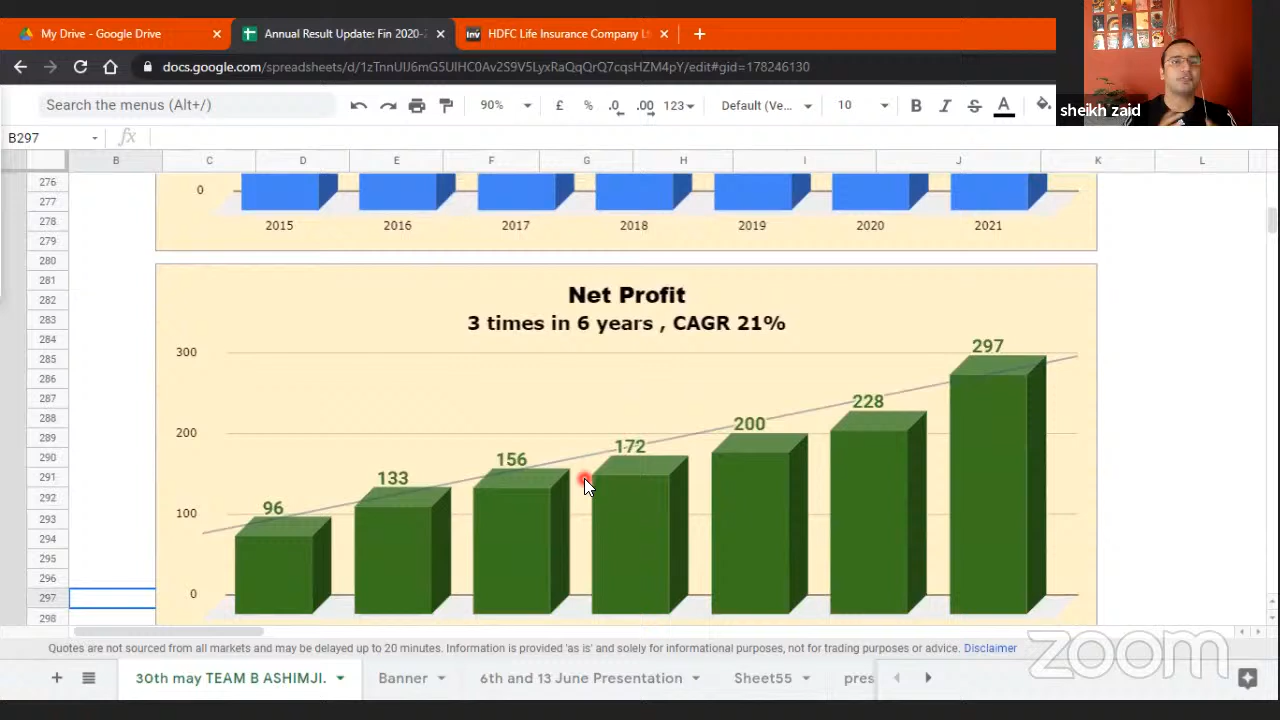 My Drive - Google Drive
Annual Result Update: Fin 2020-
Inv HDFC Life Insurance Company L
docs.google.com/spreadsheets/d/1zTnnUIJ6mG5UIHC0Av2S9V5LyxRaQqQrQ7cqsHZM4pY/edit#gid=178246130
Search the menus (Alt+/)
90%
£ % .0 .00 123
Default (Ve...
10
B I S A
sheikh zaid
B297
fx
B C D E F G H I J K L
276
277
278
279
280
281
282
283
284
285
286
287
288
289
290
291
292
293
294
295
296
297
298
0
2015 2016 2017 2018 2019 2020 2021
Net Profit
3 times in 6 years , CAGR 21%
300
200
100
0
96 133 156 172 200 228 297
Quotes are not sourced from all markets and may be delayed up to 20 minutes. Information is provided 'as is' and solely for informational purposes, not for trading purposes or advice. Disclaimer
zoom
30th may TEAM B ASHIMJI. Banner 6th and 13 June Presentation Sheet55 pres